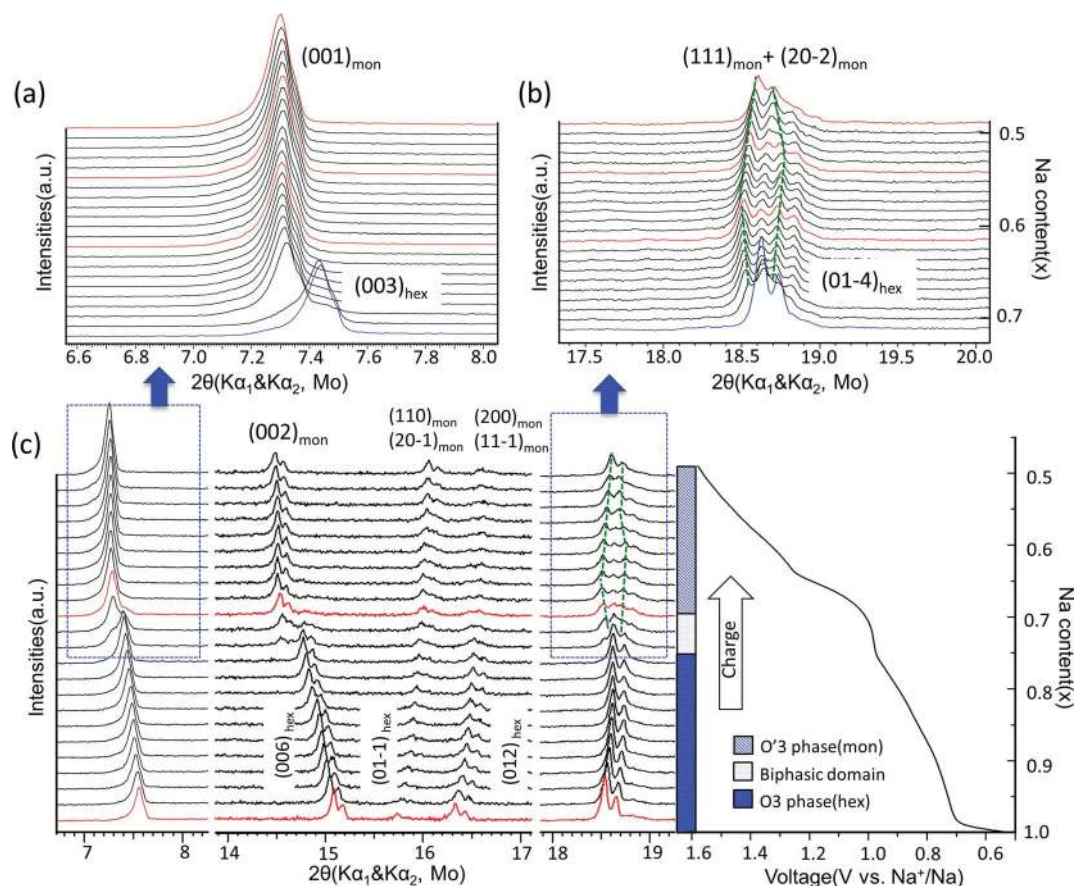 (a)
(001)mon
(003)hex
Intensities(a.u.)
6.6 6.8 7.0 7.2 7.4 7.6 7.8 8.0
2θ(Kα1&Kα2, Mo)
(b)
(111)mon+ (20-2)mon
(01-4)hex
Intensities(a.u.)
0.5
0.6
0.7
Na content(x)
17.5 18.0 18.5 19.0 19.5 20.0
2θ(Kα1&Kα2, Mo)
(c)
(002)mon
(110)mon
(20-1)mon
(200)mon
(11-1)mon
(006)hex
(01-1)hex
(012)hex
Intensities(a.u.)
7 8 14 15 16 17 18 19
2θ(Kα1&Kα2, Mo)
Charge
O'3 phase(mon)
Biphasic domain
O3 phase(hex)
0.5
0.6
0.7
0.8
0.9
1.0
Na content(x)
1.6 1.4 1.2 1.0 0.8 0.6 0.4
Voltage(V vs. Na⁺/Na)